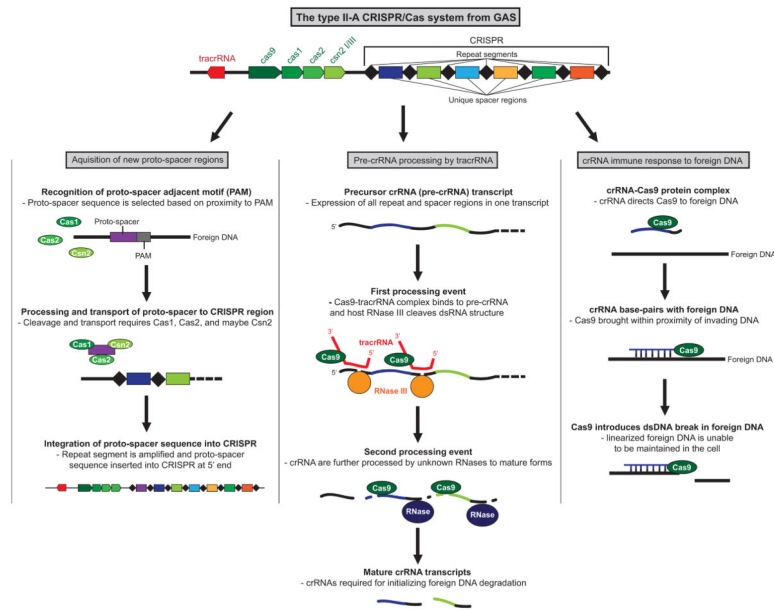 The type II-A CRISPR/Cas system from GAS
CRISPR
Repeat segments
tracrRNA
cas9
cas1
cas2
csn2 I/III
Unique spacer regions
Aquisition of new proto-spacer regions
Recognition of proto-spacer adjacent motif (PAM)
- Proto-spacer sequence is selected based on proximity to PAM
Cas1
Proto-spacer
Cas2
Foreign DNA
Csn2
PAM
Processing and transport of proto-spacer to CRISPR region
- Cleavage and transport requires Cas1, Cas2, and maybe Csn2
Cas1
Csn2
Cas2
Integration of proto-spacer sequence into CRISPR
- Repeat segment is amplified and proto-spacer
sequence inserted into CRISPR at 5' end
Pre-crRNA processing by tracrRNA
Precursor crRNA (pre-crRNA) transcript
- Expression of all repeat and spacer regions in one transcript
5'
First processing event
- Cas9-tracrRNA complex binds to pre-crRNA
and host RNase III cleaves dsRNA structure
3'
tracrRNA
3'
Cas9
5'
Cas9
5'
5'
RNase III
Second processing event
- crRNA are further processed by unknown RNases to mature forms
Cas9
Cas9
RNase
RNase
Mature crRNA transcripts
- crRNAs required for initializing foreign DNA degradation
crRNA immune response to foreign DNA
crRNA-Cas9 protein complex
- crRNA directs Cas9 to foreign DNA
Cas9
Foreign DNA
crRNA base-pairs with foreign DNA
- Cas9 brought within proximity of invading DNA
Cas9
Foreign DNA
Cas9 introduces dsDNA break in foreign DNA
- linearized foreign DNA is unable
to be maintained in the cell
Cas9